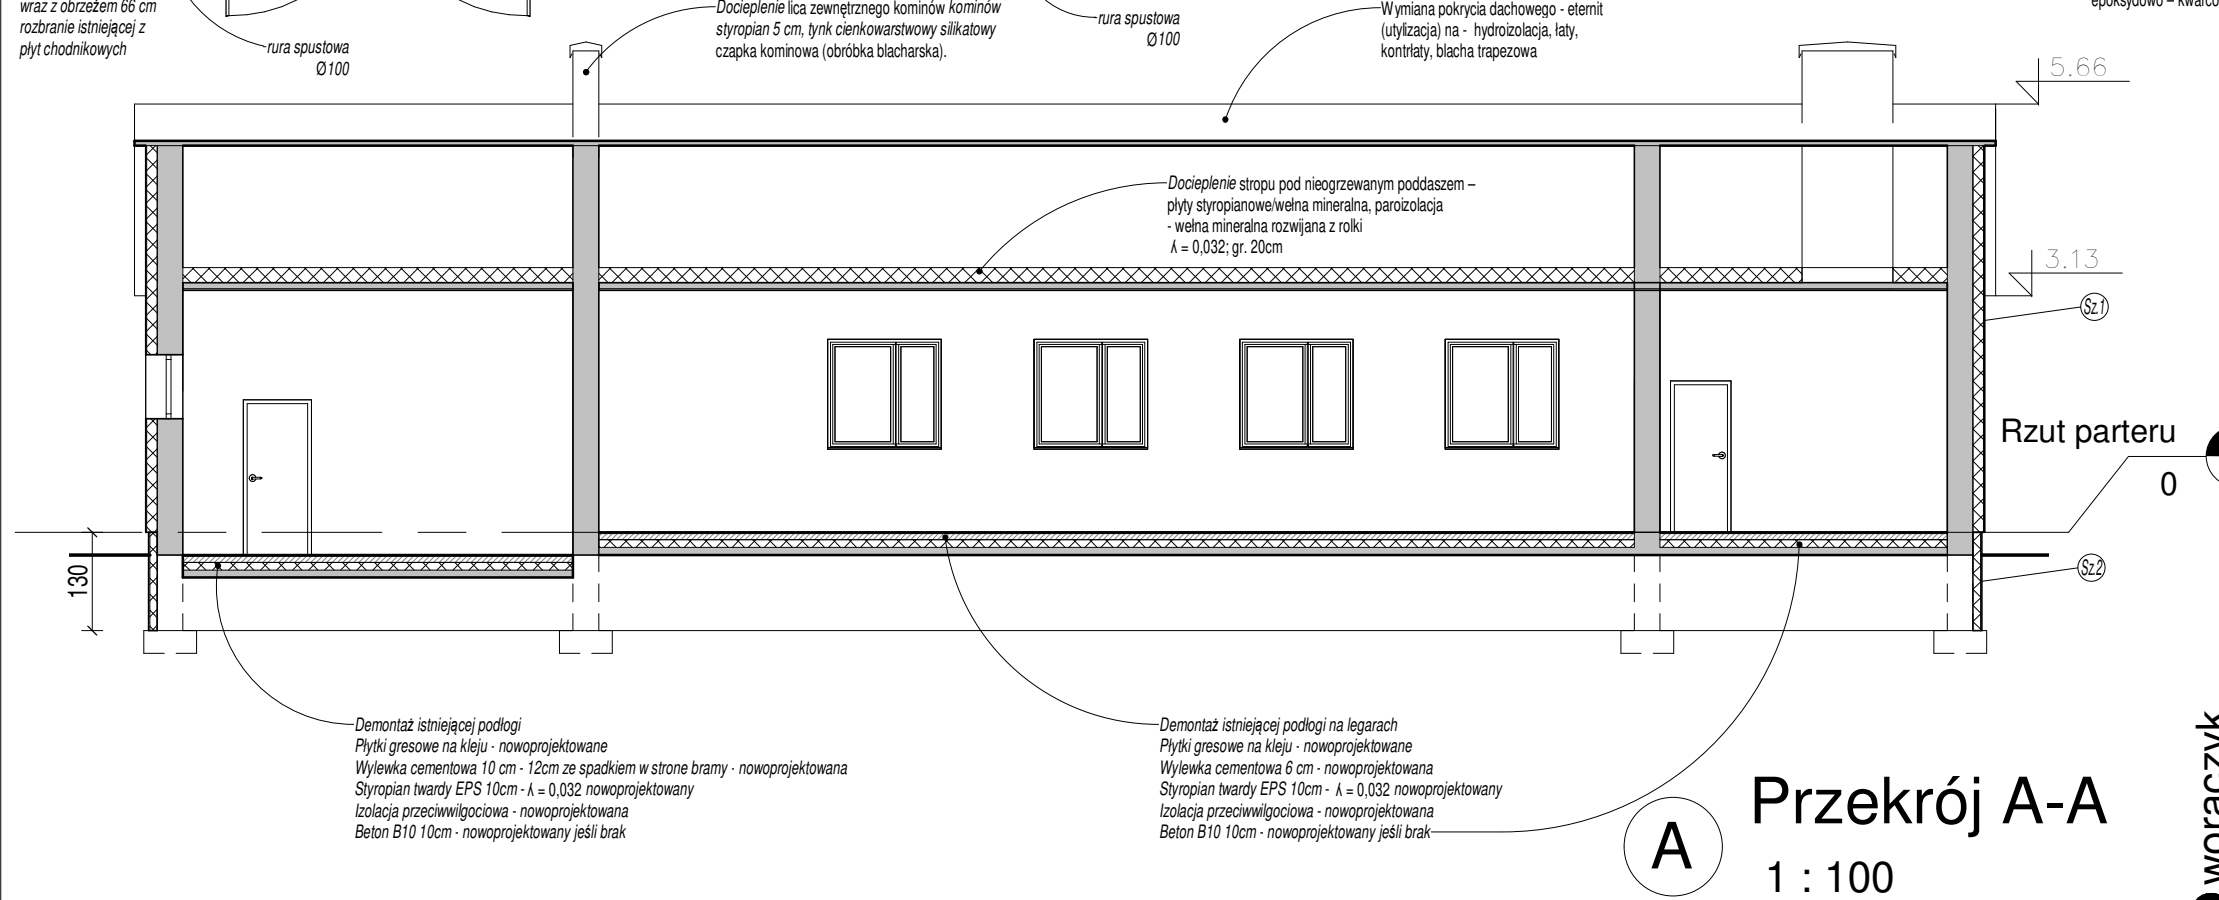 wraz z obrzeżem 66 cm
rozbranie istniejącej z
płyt chodnikowych
rura spustowa
Ø100
Docieplenie lica zewnętrznego kominów kominów
styropian 5 cm, tynk cienkowarstwowy silikatowy
czapka kominowa (obróbka blacharska).
rura spustowa
Ø100
Wymiana pokrycia dachowego - eternit
(utylizacja) na - hydroizolacja, łaty,
kontrłaty, blacha trapezowa
5.66
Docieplenie stropu pod nieogrzewanym poddaszem –
płyty styropianowe/wełna mineralna, paroizolacja
- wełna mineralna rozwijana z rolki
ʎ = 0,032; gr. 20cm
3.13
Sz.1
Rzut parteru
0
130
Sz.2
Demontaż istniejącej podłogi
Płytki gresowe na kleju - nowoprojektowane
Wylewka cementowa 10 cm - 12cm ze spadkiem w strone bramy - nowoprojektowana
Styropian twardy EPS 10cm - ʎ = 0,032 nowoprojektowany
Izolacja przeciwwilgociowa - nowoprojektowana
Beton B10 10cm - nowoprojektowany jeśli brak
Demontaż istniejącej podłogi na legarach
Płytki gresowe na kleju - nowoprojektowane
Wylewka cementowa 6 cm - nowoprojektowana
Styropian twardy EPS 10cm - ʎ = 0,032 nowoprojektowany
Izolacja przeciwwilgociowa - nowoprojektowana
Beton B10 10cm - nowoprojektowany jeśli brak
A
Przekrój A-A
1 : 100